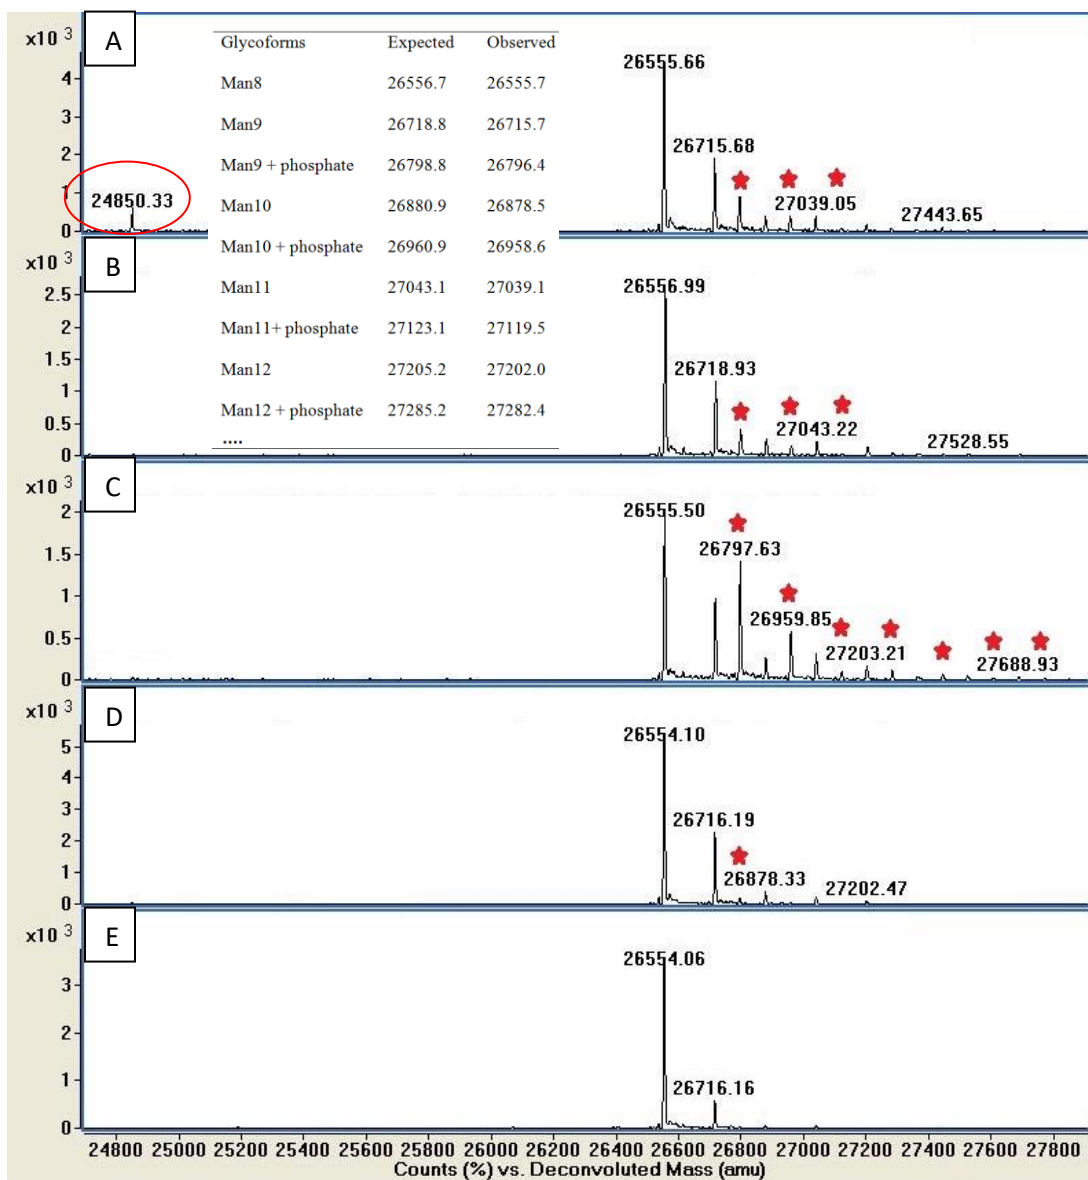 x10 3
A
4
3
2
1
0
24850.33
26555.66
26715.68
27039.05
27443.65
Glycoforms Expected Observed
Man8 26556.7 26555.7
Man9 26718.8 26715.7
Man9 + phosphate 26798.8 26796.4
Man10 26880.9 26878.5
Man10 + phosphate 26960.9 26958.6
Man11 27043.1 27039.1
Man11+ phosphate 27123.1 27119.5
Man12 27205.2 27202.0
Man12 + phosphate 27285.2 27282.4
....
x10 3
B
2.5
2
1.5
1
0.5
0
26556.99
26718.93
27043.22
27528.55
x10 3
C
2
1.5
1
0.5
0
26555.50
26797.63
26959.85
27203.21
27688.93
x10 3
D
5
4
3
2
1
0
26554.10
26716.19
26878.33
27202.47
x10 3
E
3
2
1
0
26554.06
26716.16
24800 25000 25200 25400 25600 25800 26000 26200 26400 26600 26800 27000 27200 27400 27600 27800
Counts (%) vs. Deconvoluted Mass (amu)